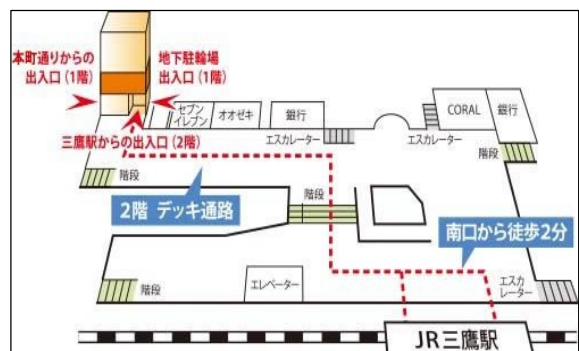 本町通りからの
出入口（1階）
地下駐輪場
出入口（1階）
三鷹駅からの出入口（2階）
セブン
イレブン
オオゼキ
銀行
エスカレーター
エスカレーター
CORAL
銀行
階段
階段
2階 デッキ通路
階段
南口から徒歩2分
階段
エレベーター
エスカ
レーター
JR三鷹駅